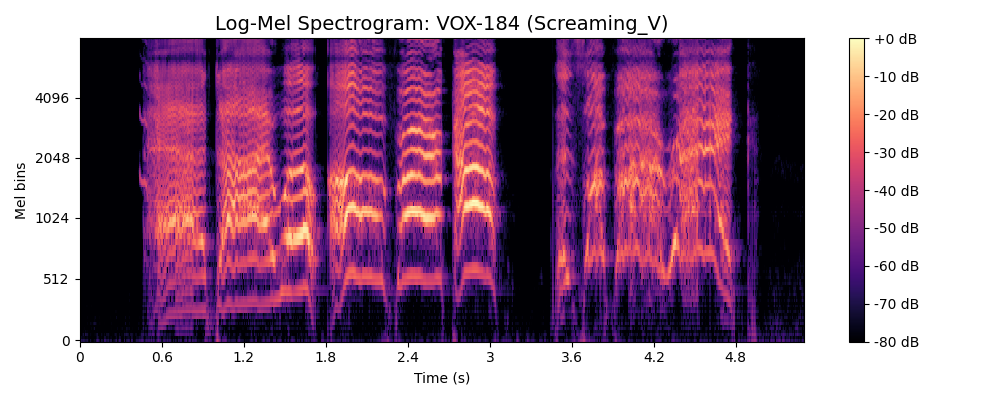 Log-Mel Spectrogram: VOX-184 (Screaming_V)
Mel bins
4096
2048
1024
512
0
0 0.6 1.2 1.8 2.4 3 3.6 4.2 4.8
Time (s)
+0 dB
-10 dB
-20 dB
-30 dB
-40 dB
-50 dB
-60 dB
-70 dB
-80 dB